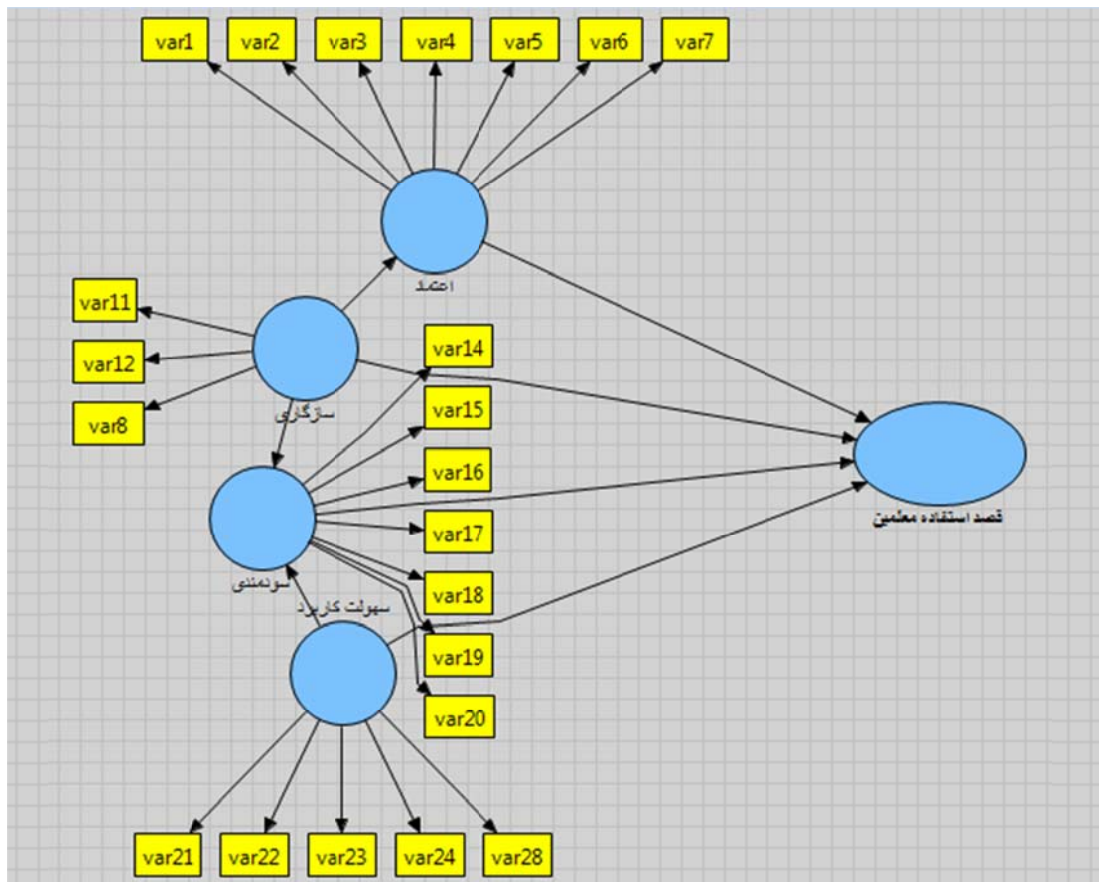 var1
var2
var3
var4
var5
var6
var7
اعتماد
var11
var12
var8
سازگاری
var14
var15
var16
var17
var18
var19
var20
قصد استفاده معلمین
سودمندی
سهولت کاربرد
var21
var22
var23
var24
var28